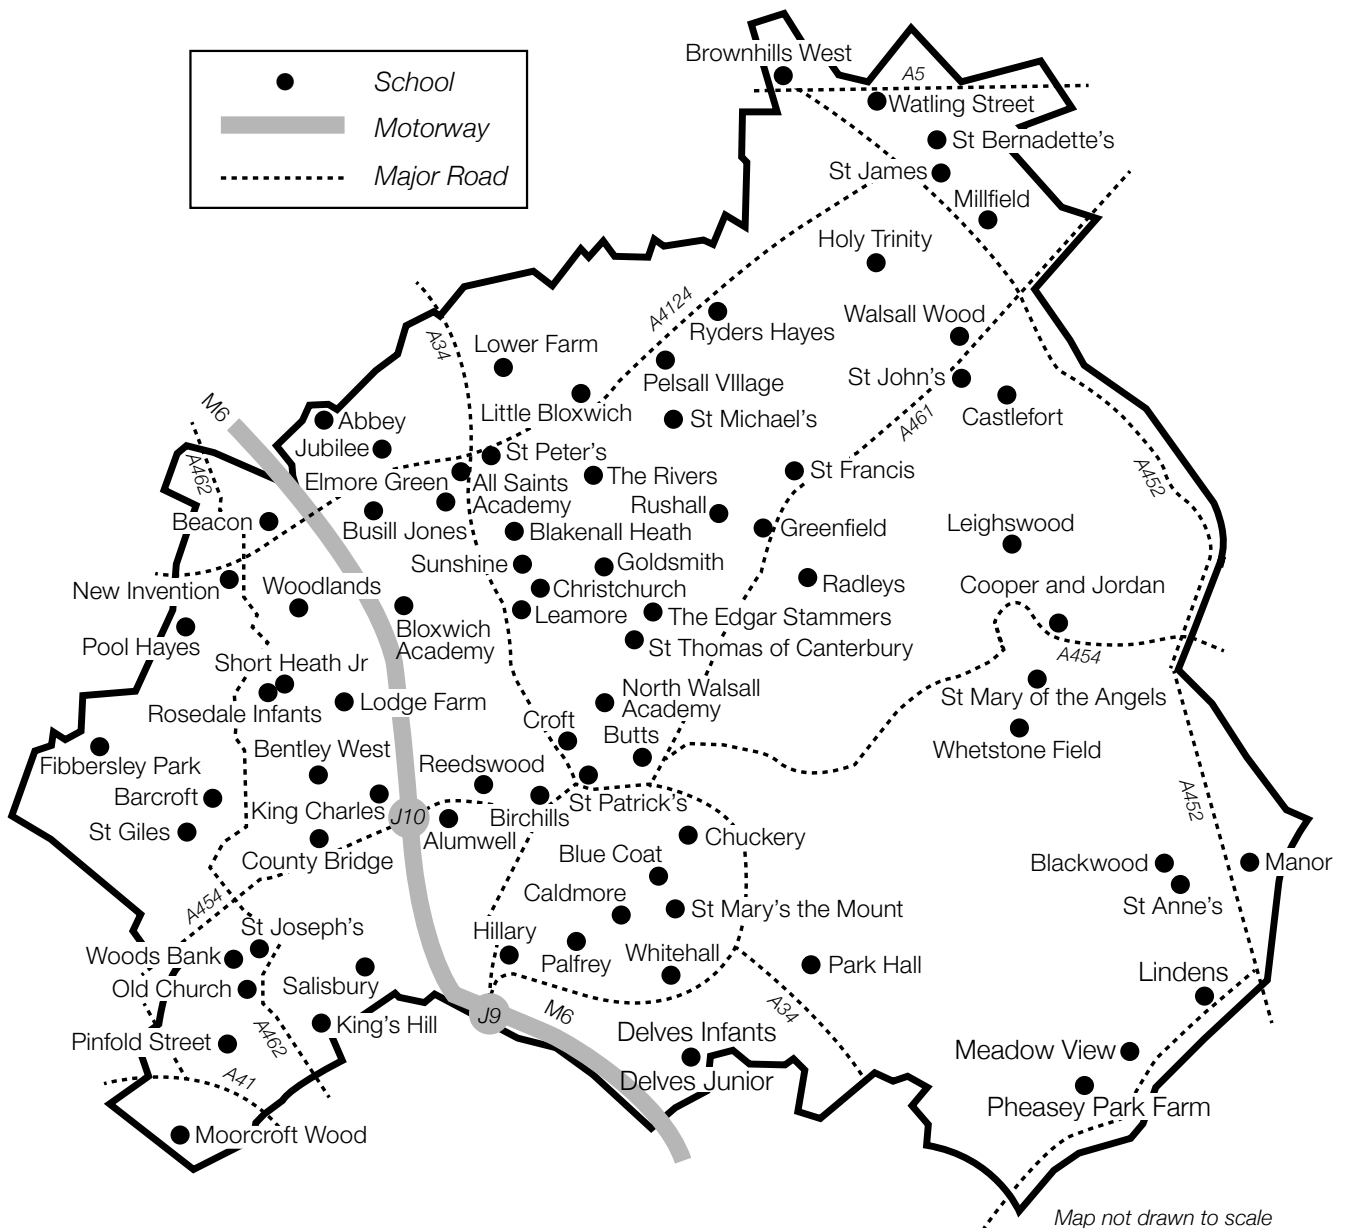 School
Motorway
Major Road
Brownhills West
A5
Watling Street
St Bernadette's
St James
Millfield
Holy Trinity
A4124
Ryders Hayes
Walsall Wood
A34
Lower Farm
Pelsall VIllage
St John's
Castlefort
Little Bloxwich
St Michael's
A461
M6
Abbey
Jubilee
St Peter's
A462
Elmore Green
All Saints
Academy
The Rivers
St Francis
A452
Beacon
Busill Jones
Rushall
Blakenall Heath
Greenfield
Leighswood
Sunshine
Goldsmith
New Invention
Woodlands
Christchurch
Radleys
Cooper and Jordan
Leamore
The Edgar Stammers
Bloxwich
Academy
Pool Hayes
St Thomas of Canterbury
A454
Short Heath Jr
Rosedale Infants
Lodge Farm
North Walsall
Academy
St Mary of the Angels
Croft
Butts
Whetstone Field
Bentley West
Fibbersley Park
Reedswood
Barcroft
King Charles
J10
Birchills
St Patrick's
A452
St Giles
County Bridge
Alumwell
Chuckery
Blue Coat
Blackwood
Manor
Caldmore
St Anne's
A454
St Mary's the Mount
St Joseph's
Hillary
Woods Bank
Palfrey
Whitehall
Park Hall
Lindens
Old Church
Salisbury
A34
King's Hill
J9
M6
Pinfold Street
A462
Delves Infants
Delves Junior
Meadow View
A41
Pheasey Park Farm
Moorcroft Wood
Map not drawn to scale